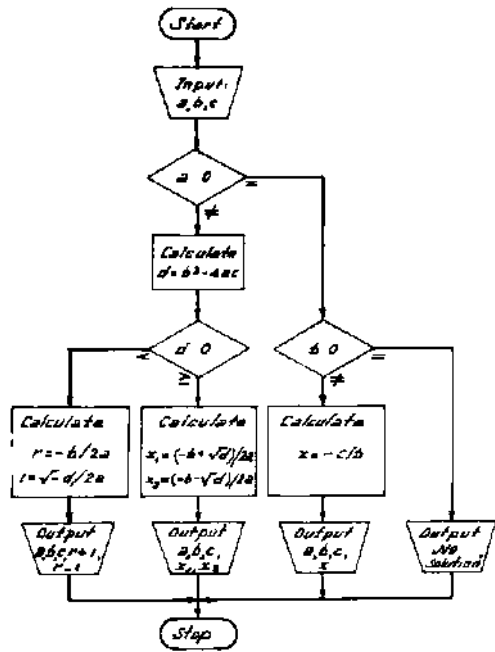 Start
Input:
a,b,c
a 0
=
≠
Calculate
d=b²-4ac
<
d 0
≥
b 0
=
≠
Calculate
r=-b/2a
i=√-d/2a
Calculate
x₁=(-b+√d)/2a
x₂=(-b-√d)/2a
Calculate
x=-c/b
Output
a,b,c,r+i,
r-i
Output
a,b,c,
x₁,x₂
Output
a,b,c,
x
Output
"No
solution"
Stop